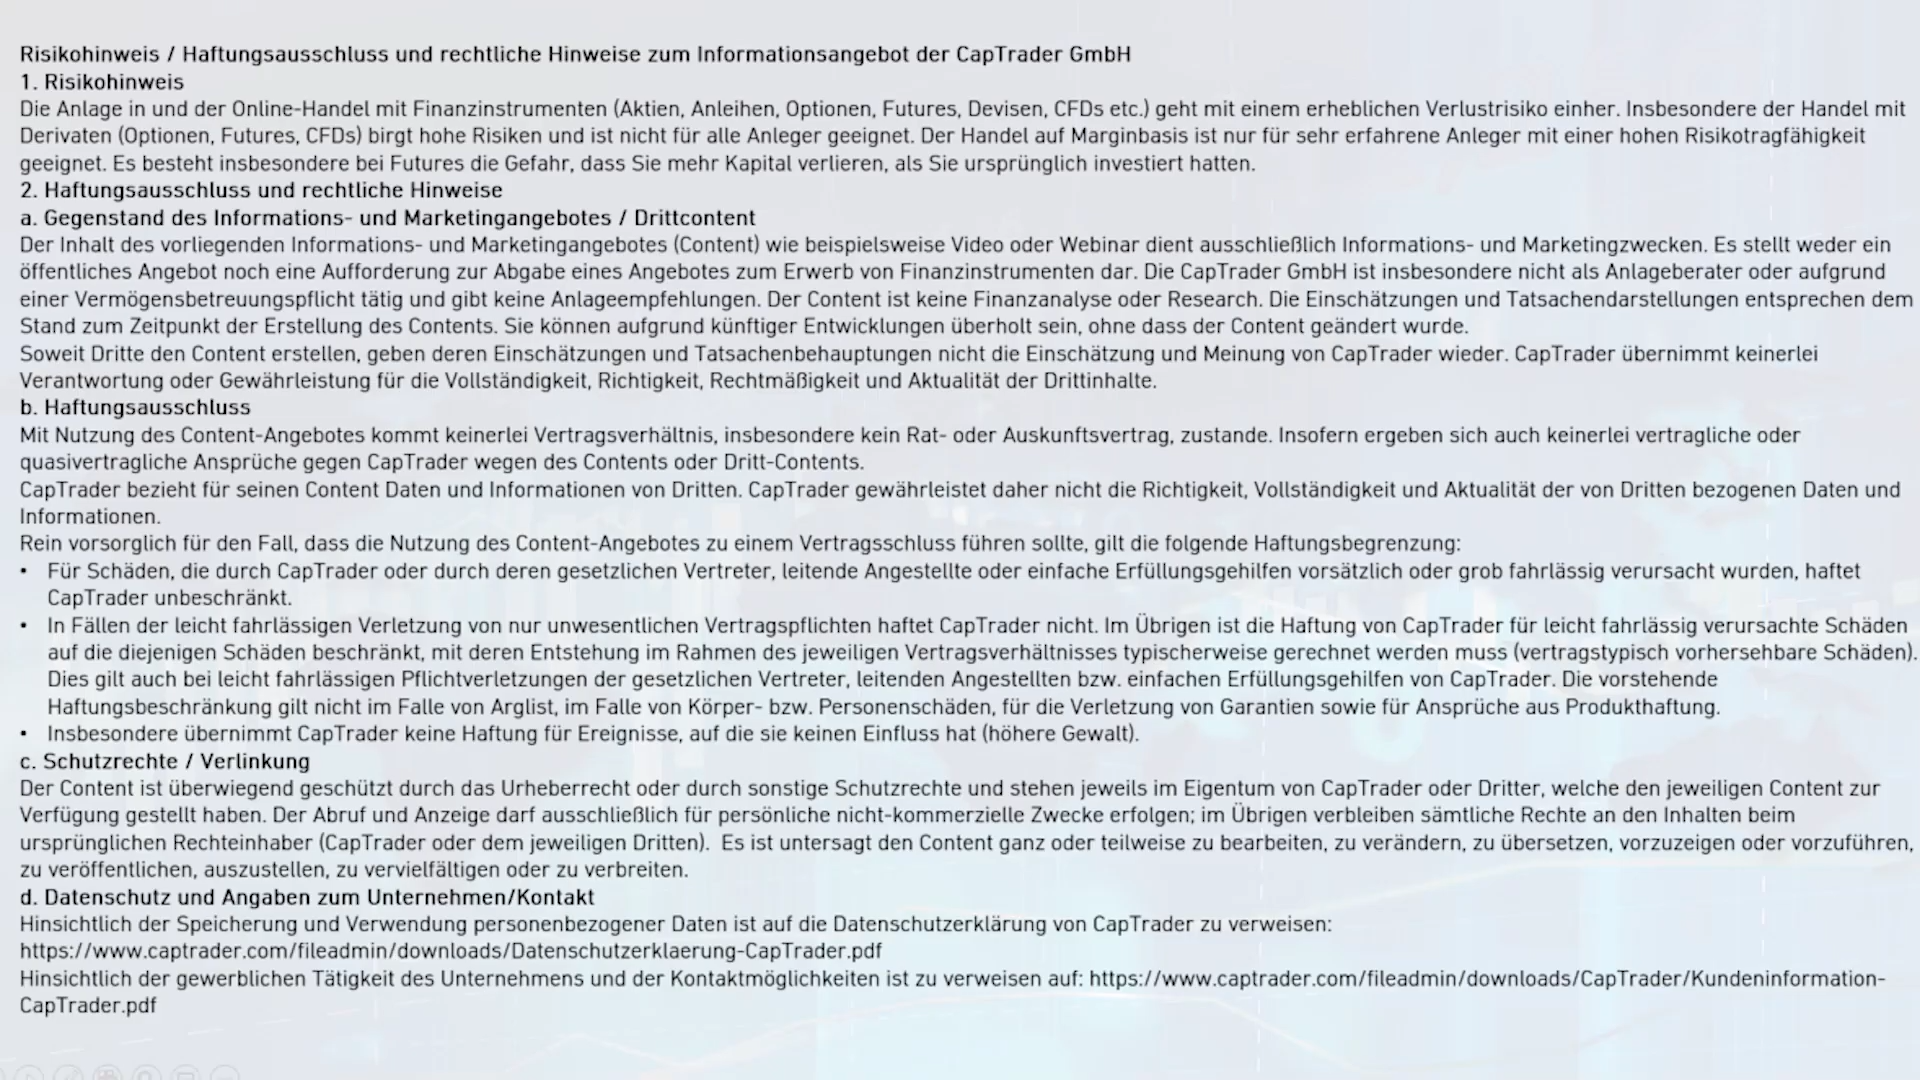 Risikohinweis / Haftungsausschluss und rechtliche Hinweise zum Informationsangebot der CapTrader GmbH
1. Risikohinweis
Die Anlage in und der Online-Handel mit Finanzinstrumenten (Aktien, Anleihen, Optionen, Futures, Devisen, CFDs etc.) geht mit einem erheblichen Verlustrisiko einher. Insbesondere der Handel mit
Derivaten (Optionen, Futures, CFDs) birgt hohe Risiken und ist nicht für alle Anleger geeignet. Der Handel auf Marginbasis ist nur für sehr erfahrene Anleger mit einer hohen Risikotragfähigkeit
geeignet. Es besteht insbesondere bei Futures die Gefahr, dass Sie mehr Kapital verlieren, als Sie ursprünglich investiert hatten.
2. Haftungsausschluss und rechtliche Hinweise
a. Gegenstand des Informations- und Marketingangebotes / Drittcontent
Der Inhalt des vorliegenden Informations- und Marketingangebotes (Content) wie beispielsweise Video oder Webinar dient ausschließlich Informations- und Marketingzwecken. Es stellt weder ein
öffentliches Angebot noch eine Aufforderung zur Abgabe eines Angebotes zum Erwerb von Finanzinstrumenten dar. Die CapTrader GmbH ist insbesondere nicht als Anlageberater oder aufgrund
einer Vermögensbetreuungspflicht tätig und gibt keine Anlageempfehlungen. Der Content ist keine Finanzanalyse oder Research. Die Einschätzungen und Tatsachendarstellungen entsprechen dem
Stand zum Zeitpunkt der Erstellung des Contents. Sie können aufgrund künftiger Entwicklungen überholt sein, ohne dass der Content geändert wurde.
Soweit Dritte den Content erstellen, geben deren Einschätzungen und Tatsachenbehauptungen nicht die Einschätzung und Meinung von CapTrader wieder. CapTrader übernimmt keinerlei
Verantwortung oder Gewährleistung für die Vollständigkeit, Richtigkeit, Rechtmäßigkeit und Aktualität der Drittinhalte.
b. Haftungsausschluss
Mit Nutzung des Content-Angebotes kommt keinerlei Vertragsverhältnis, insbesondere kein Rat- oder Auskunftsvertrag, zustande. Insofern ergeben sich auch keinerlei vertragliche oder
quasivertragliche Ansprüche gegen CapTrader wegen des Contents oder Dritt-Contents.
CapTrader bezieht für seinen Content Daten und Informationen von Dritten. CapTrader gewährleistet daher nicht die Richtigkeit, Vollständigkeit und Aktualität der von Dritten bezogenen Daten und
Informationen.
Rein vorsorglich für den Fall, dass die Nutzung des Content-Angebotes zu einem Vertragsschluss führen sollte, gilt die folgende Haftungsbegrenzung:
• Für Schäden, die durch CapTrader oder durch deren gesetzlichen Vertreter, leitende Angestellte oder einfache Erfüllungsgehilfen vorsätzlich oder grob fahrlässig verursacht wurden, haftet
CapTrader unbeschränkt.
• In Fällen der leicht fahrlässigen Verletzung von nur unwesentlichen Vertragspflichten haftet CapTrader nicht. Im Übrigen ist die Haftung von CapTrader für leicht fahrlässig verursachte Schäden
auf die diejenigen Schäden beschränkt, mit deren Entstehung im Rahmen des jeweiligen Vertragsverhältnisses typischerweise gerechnet werden muss (vertragstypisch vorhersehbare Schäden).
Dies gilt auch bei leicht fahrlässigen Pflichtverletzungen der gesetzlichen Vertreter, leitenden Angestellten bzw. einfachen Erfüllungsgehilfen von CapTrader. Die vorstehende
Haftungsbeschränkung gilt nicht im Falle von Arglist, im Falle von Körper- bzw. Personenschäden, für die Verletzung von Garantien sowie für Ansprüche aus Produkthaftung.
• Insbesondere übernimmt CapTrader keine Haftung für Ereignisse, auf die sie keinen Einfluss hat (höhere Gewalt).
c. Schutzrechte / Verlinkung
Der Content ist überwiegend geschützt durch das Urheberrecht oder durch sonstige Schutzrechte und stehen jeweils im Eigentum von CapTrader oder Dritter, welche den jeweiligen Content zur
Verfügung gestellt haben. Der Abruf und Anzeige darf ausschließlich für persönliche nicht-kommerzielle Zwecke erfolgen; im Übrigen verbleiben sämtliche Rechte an den Inhalten beim
ursprünglichen Rechteinhaber (CapTrader oder dem jeweiligen Dritten). Es ist untersagt den Content ganz oder teilweise zu bearbeiten, zu verändern, zu übersetzen, vorzuzeigen oder vorzuführen,
zu veröffentlichen, auszustellen, zu vervielfältigen oder zu verbreiten.
d. Datenschutz und Angaben zum Unternehmen/Kontakt
Hinsichtlich der Speicherung und Verwendung personenbezogener Daten ist auf die Datenschutzerklärung von CapTrader zu verweisen:
https://www.captrader.com/fileadmin/downloads/Datenschutzerklaerung-CapTrader.pdf
Hinsichtlich der gewerblichen Tätigkeit des Unternehmens und der Kontaktmöglichkeiten ist zu verweisen auf: https://www.captrader.com/fileadmin/downloads/CapTrader/Kundeninformation-
CapTrader.pdf